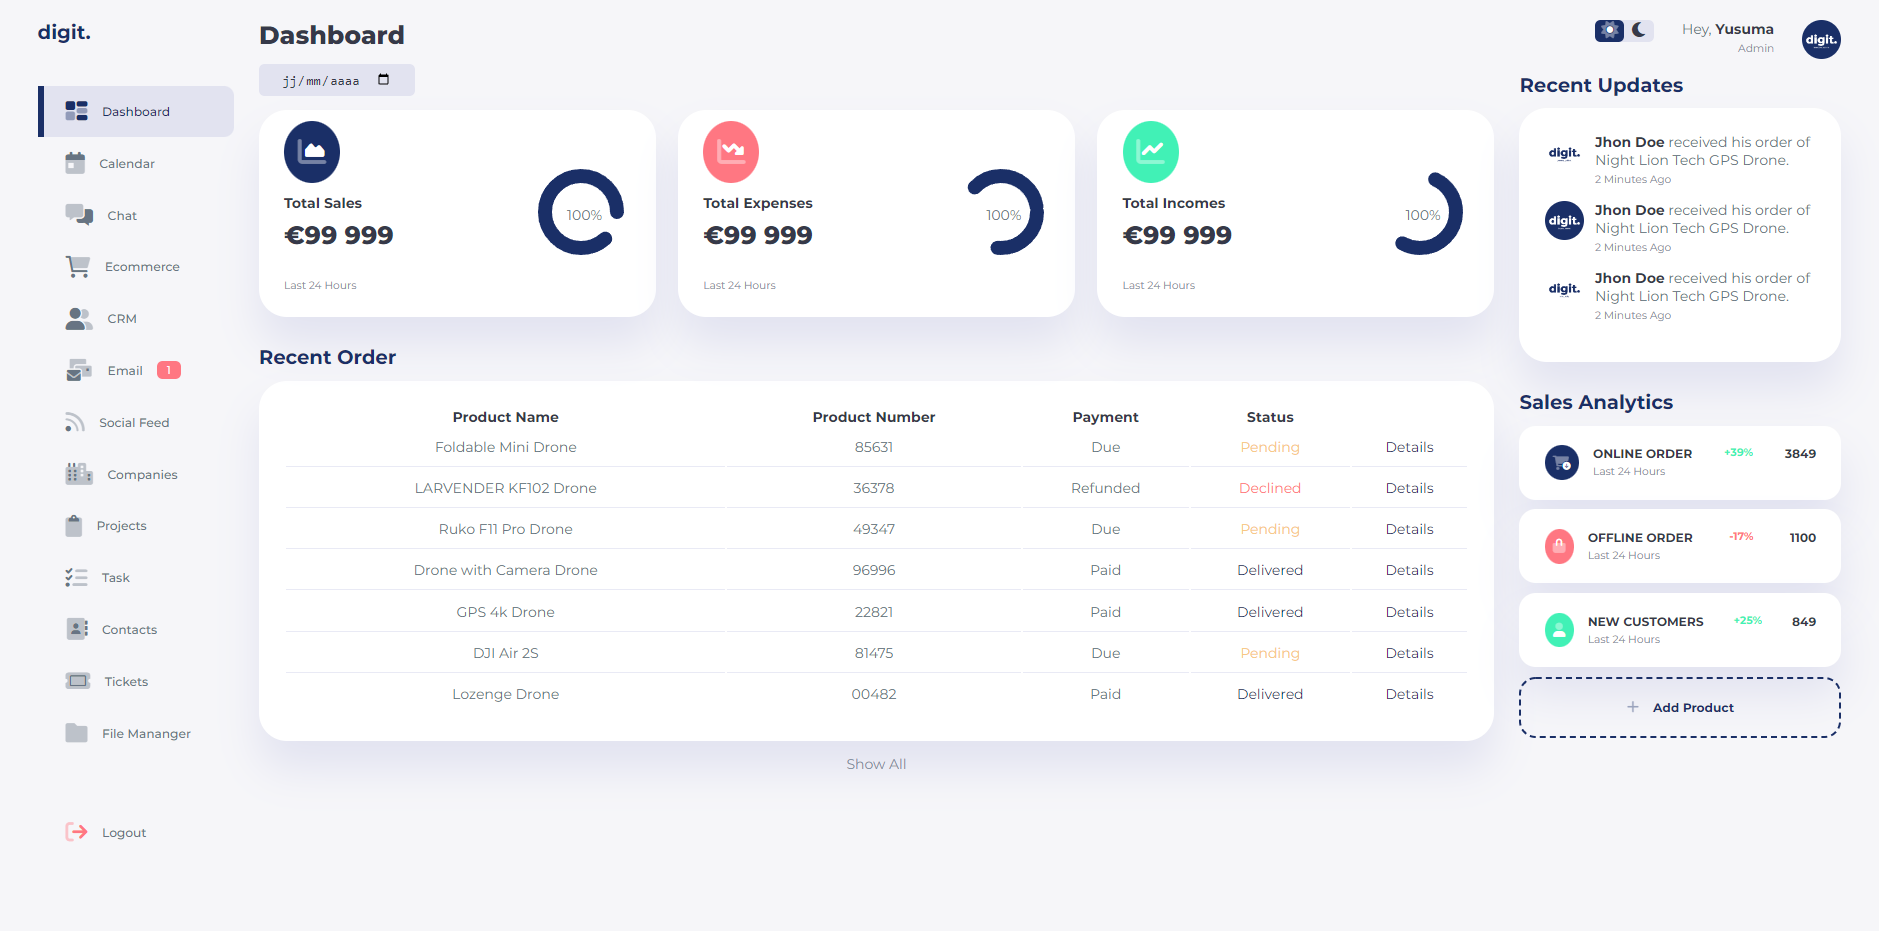 digit.
Dashboard
Calendar
Chat
Ecommerce
CRM
Email 1
Social Feed
Companies
Projects
Task
Contacts
Tickets
File Mananger
Logout
Dashboard
jj/mm/aaaa
Total Sales
€99 999
100%
Last 24 Hours
Total Expenses
€99 999
100%
Last 24 Hours
Total Incomes
€99 999
100%
Last 24 Hours
Recent Order
Product Name Product Number Payment Status
Foldable Mini Drone 85631 Due Pending Details
LARVENDER KF102 Drone 36378 Refunded Declined Details
Ruko F11 Pro Drone 49347 Due Pending Details
Drone with Camera Drone 96996 Paid Delivered Details
GPS 4k Drone 22821 Paid Delivered Details
DJI Air 2S 81475 Due Pending Details
Lozenge Drone 00482 Paid Delivered Details
Show All
Hey, Yusuma
Admin
digit.
Recent Updates
digit.
Jhon Doe received his order of
Night Lion Tech GPS Drone.
2 Minutes Ago
digit.
Jhon Doe received his order of
Night Lion Tech GPS Drone.
2 Minutes Ago
digit.
Jhon Doe received his order of
Night Lion Tech GPS Drone.
2 Minutes Ago
Sales Analytics
ONLINE ORDER +39% 3849
Last 24 Hours
OFFLINE ORDER -17% 1100
Last 24 Hours
NEW CUSTOMERS +25% 849
Last 24 Hours
+ Add Product